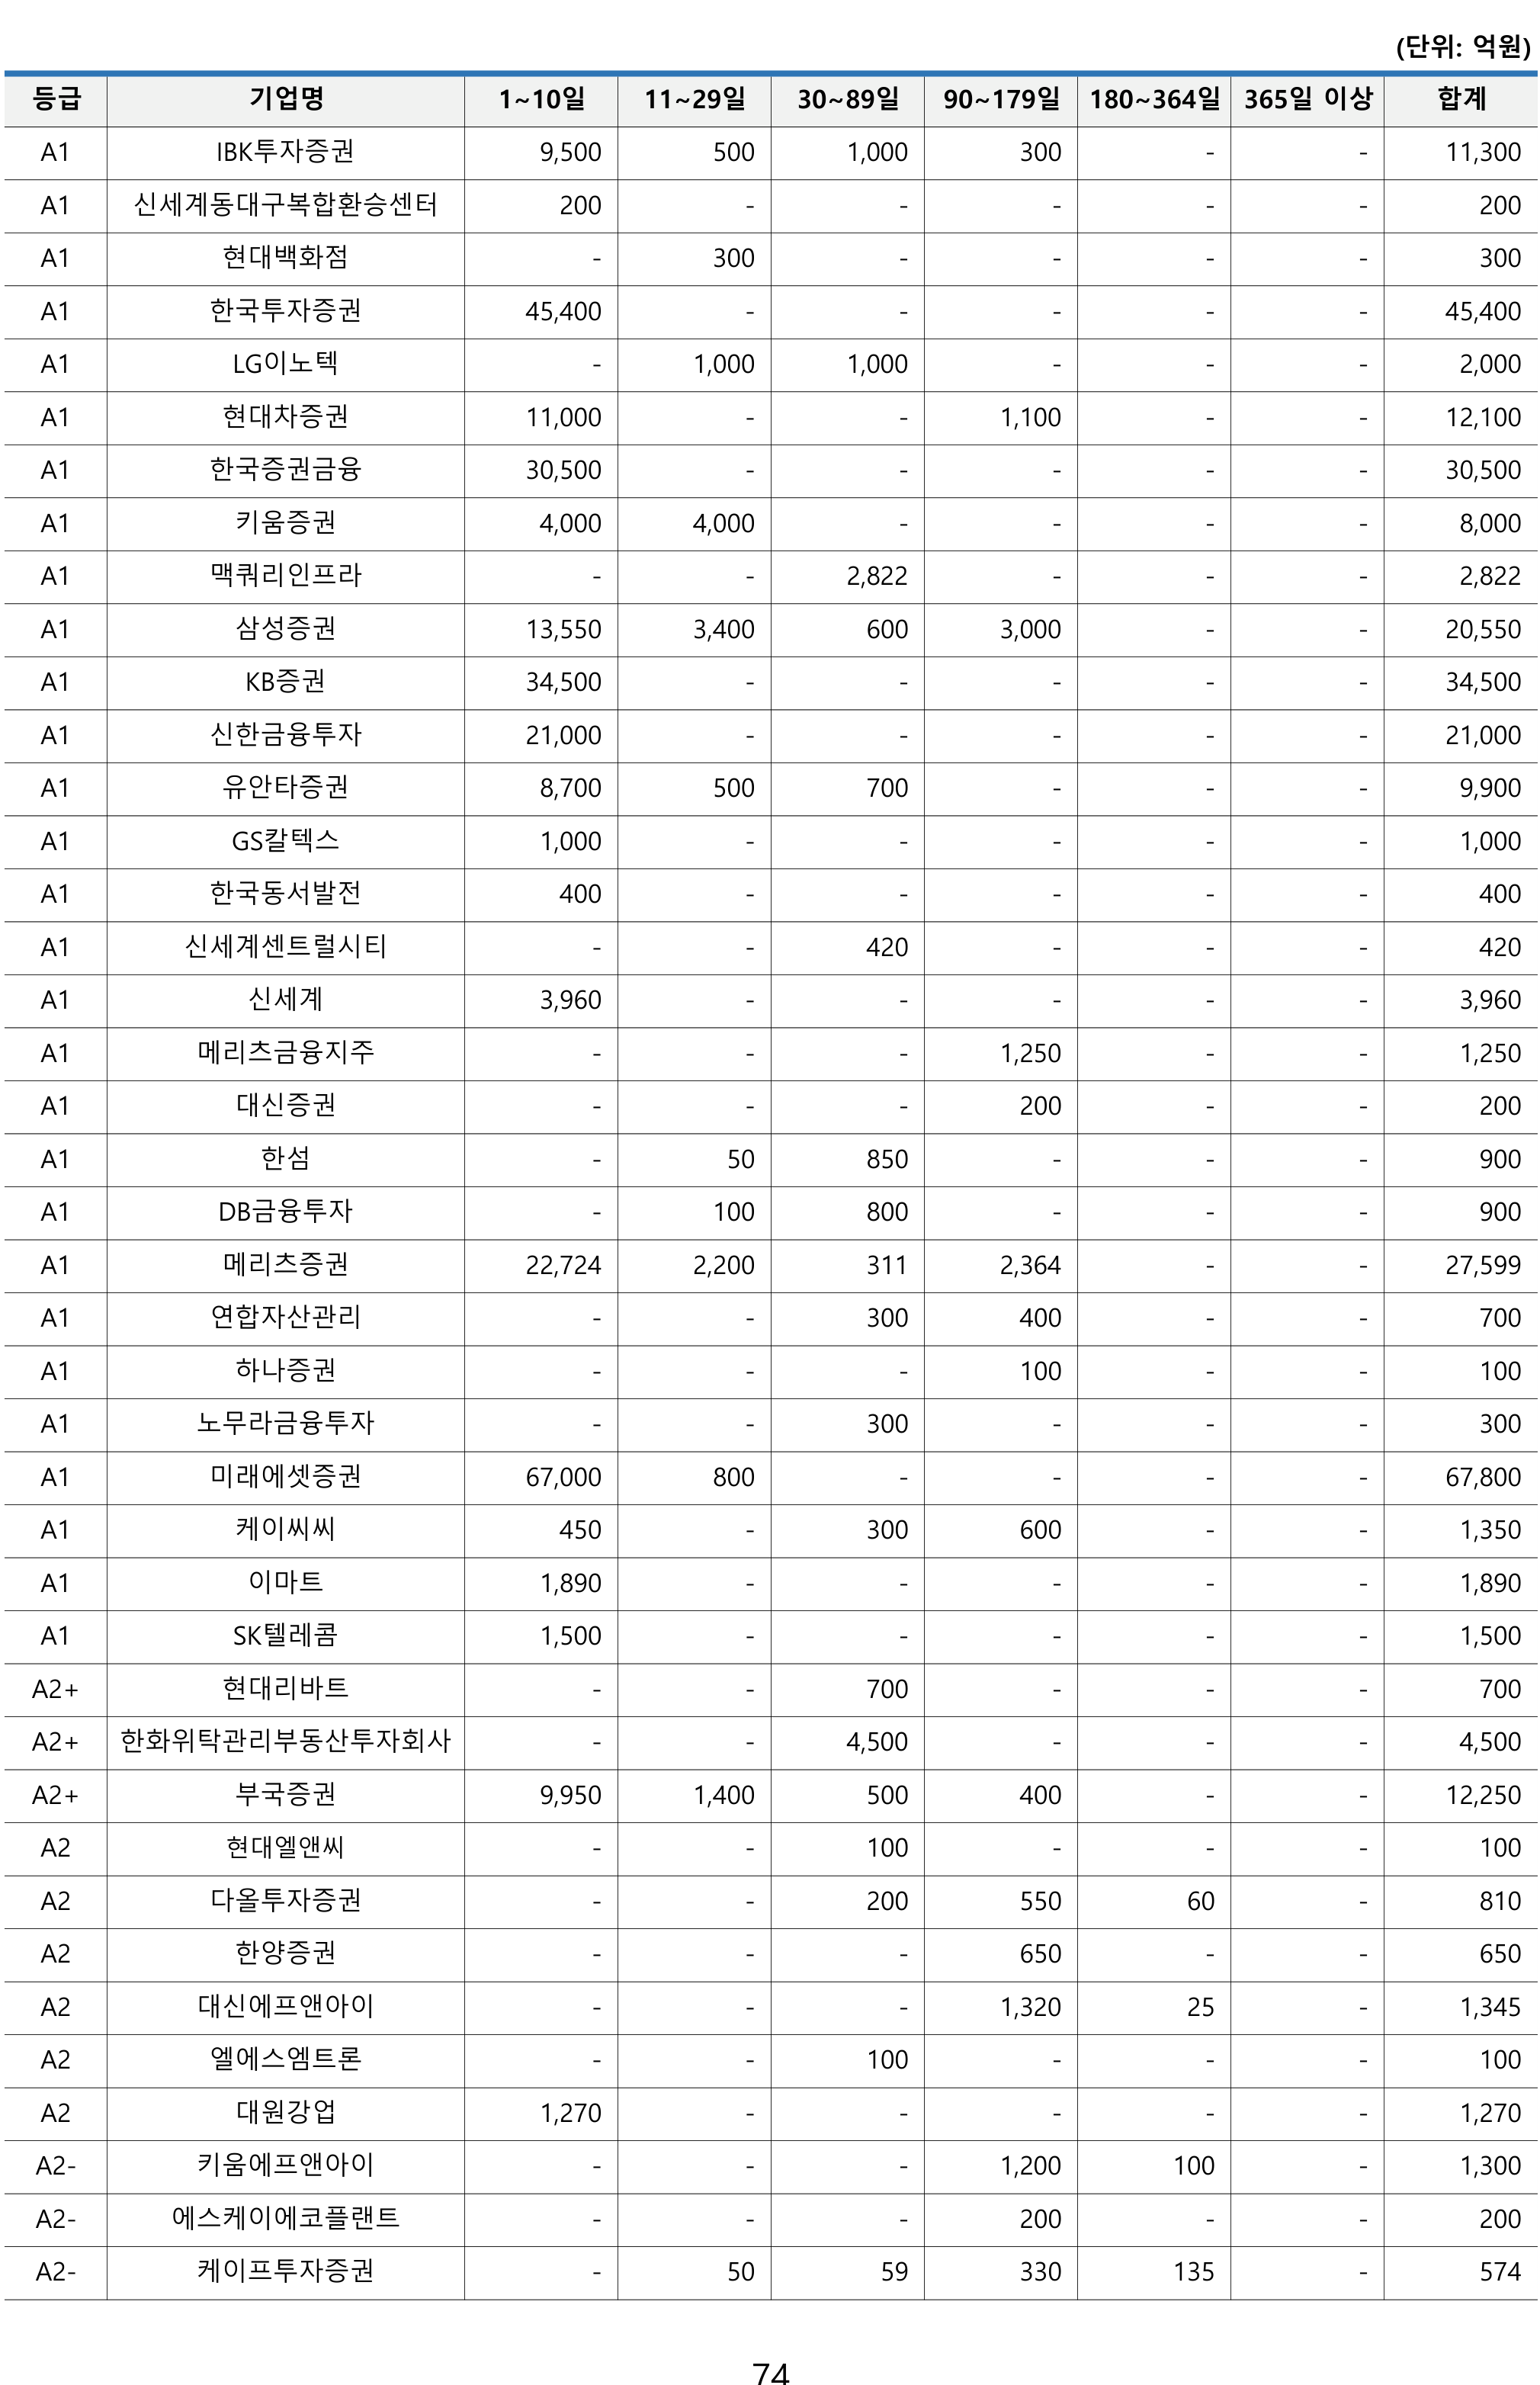 (단위: 억원)
등급 기업명 1~10일 11~29일 30~89일 90~179일 180~364일 365일 이상 합계
A1 IBK투자증권 9,500 500 1,000 300 - - 11,300
A1 신세계동대구복합환승센터 200 - - - - - 200
A1 현대백화점 - 300 - - - - 300
A1 한국투자증권 45,400 - - - - - 45,400
A1 LG이노텍 - 1,000 1,000 - - - 2,000
A1 현대차증권 11,000 - - 1,100 - - 12,100
A1 한국증권금융 30,500 - - - - - 30,500
A1 키움증권 4,000 4,000 - - - - 8,000
A1 맥쿼리인프라 - - 2,822 - - - 2,822
A1 삼성증권 13,550 3,400 600 3,000 - - 20,550
A1 KB증권 34,500 - - - - - 34,500
A1 신한금융투자 21,000 - - - - - 21,000
A1 유안타증권 8,700 500 700 - - - 9,900
A1 GS칼텍스 1,000 - - - - - 1,000
A1 한국동서발전 400 - - - - - 400
A1 신세계센트럴시티 - - 420 - - - 420
A1 신세계 3,960 - - - - - 3,960
A1 메리츠금융지주 - - - 1,250 - - 1,250
A1 대신증권 - - - 200 - - 200
A1 한섬 - 50 850 - - - 900
A1 DB금융투자 - 100 800 - - - 900
A1 메리츠증권 22,724 2,200 311 2,364 - - 27,599
A1 연합자산관리 - - 300 400 - - 700
A1 하나증권 - - - 100 - - 100
A1 노무라금융투자 - - 300 - - - 300
A1 미래에셋증권 67,000 800 - - - - 67,800
A1 케이씨씨 450 - 300 600 - - 1,350
A1 이마트 1,890 - - - - - 1,890
A1 SK텔레콤 1,500 - - - - - 1,500
A2+ 현대리바트 - - 700 - - - 700
A2+ 한화위탁관리부동산투자회사 - - 4,500 - - - 4,500
A2+ 부국증권 9,950 1,400 500 400 - - 12,250
A2 현대엘앤씨 - - 100 - - - 100
A2 다올투자증권 - - 200 550 60 - 810
A2 한양증권 - - - 650 - - 650
A2 대신에프앤아이 - - - 1,320 25 - 1,345
A2 엘에스엠트론 - - 100 - - - 100
A2 대원강업 1,270 - - - - - 1,270
A2- 키움에프앤아이 - - - 1,200 100 - 1,300
A2- 에스케이에코플랜트 - - - 200 - - 200
A2- 케이프투자증권 - 50 59 330 135 - 574
74